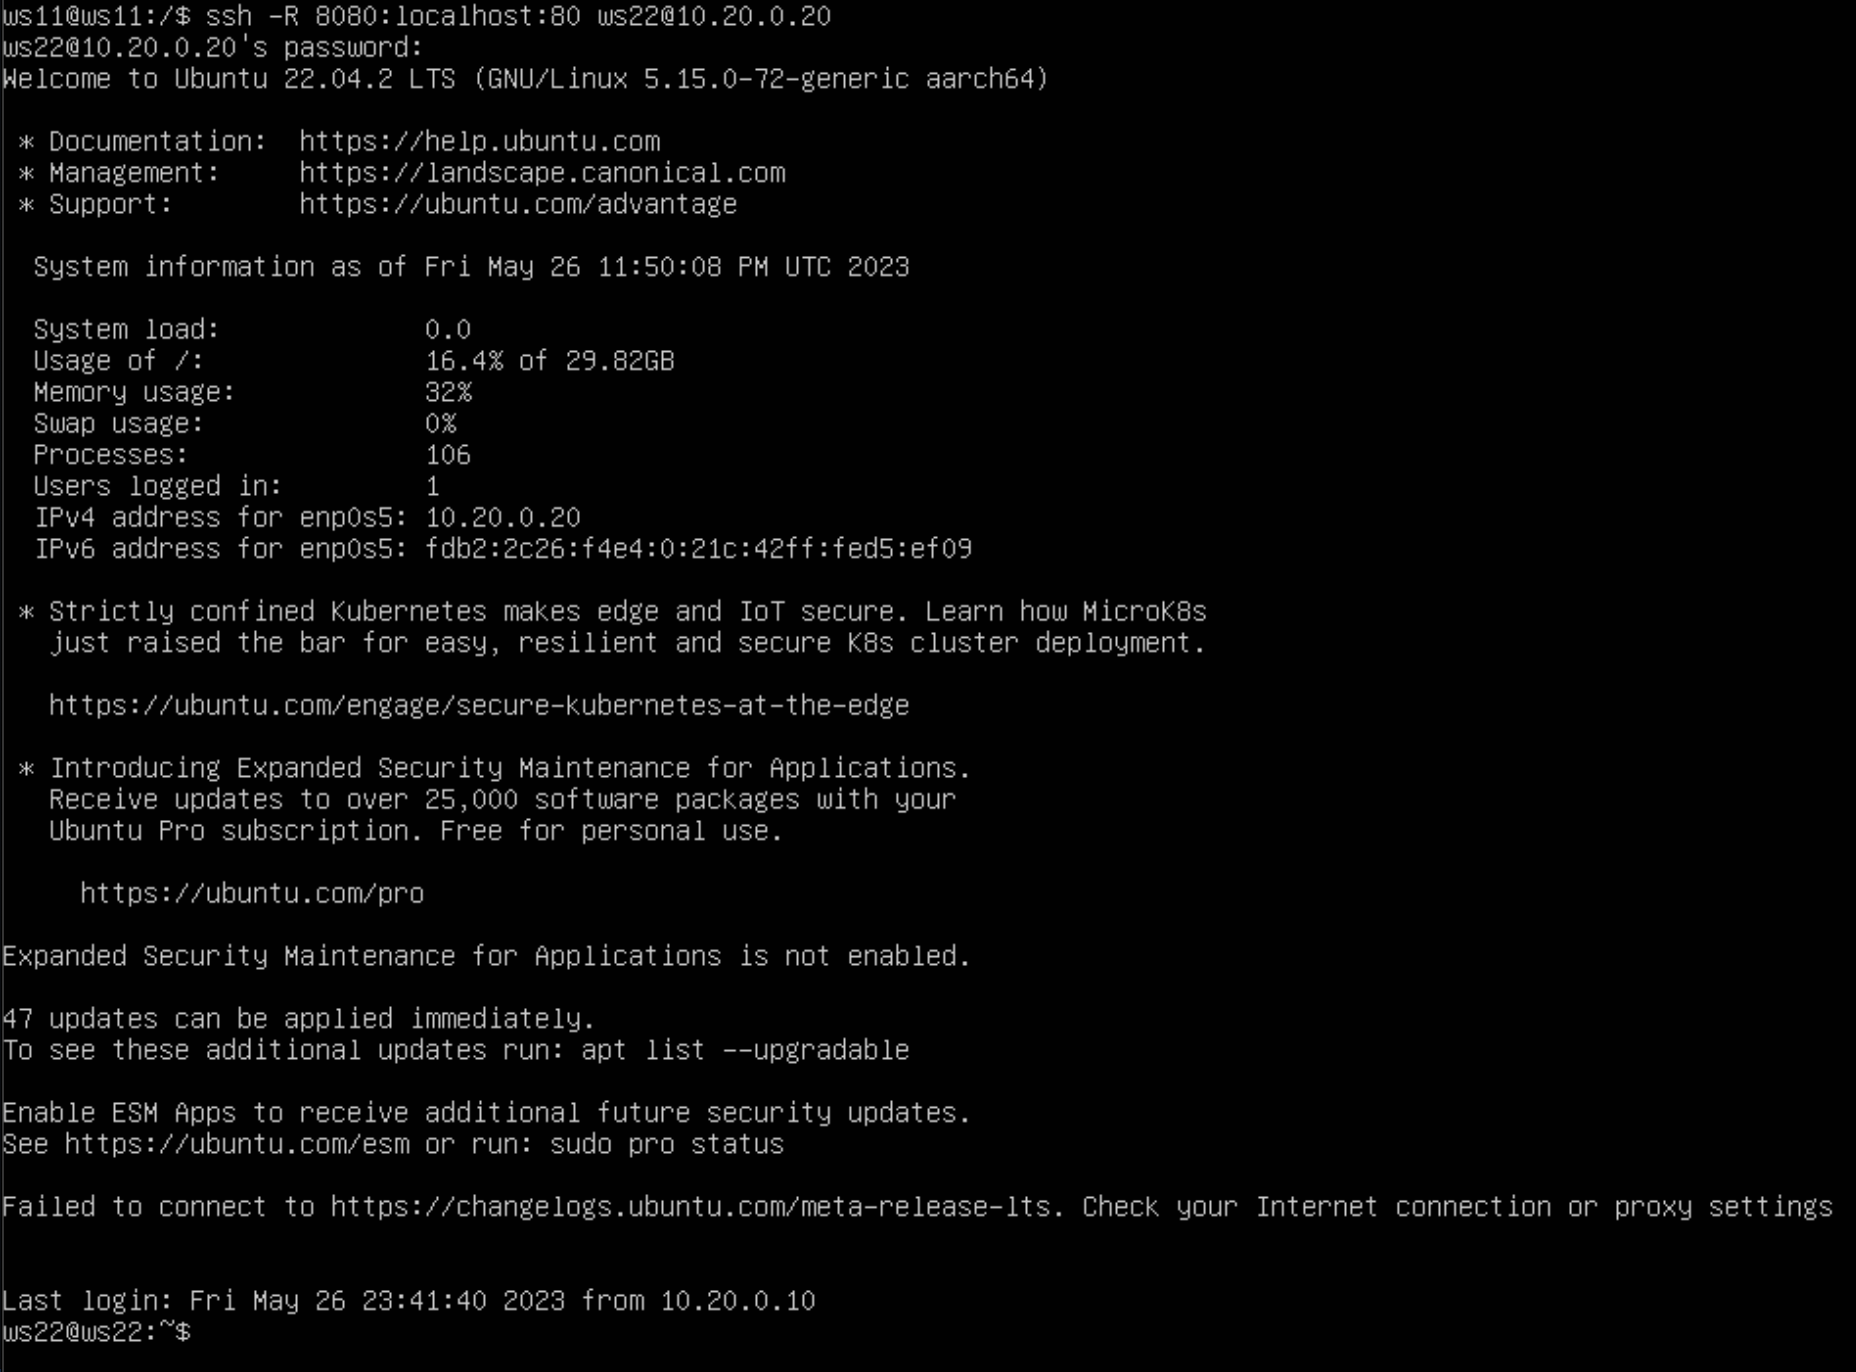 ws11@ws11:/$ ssh -R 8080:localhost:80 ws22@10.20.0.20
ws22@10.20.0.20's password:
Welcome to Ubuntu 22.04.2 LTS (GNU/Linux 5.15.0-72-generic aarch64)
* Documentation:  https://help.ubuntu.com
* Management:     https://landscape.canonical.com
* Support:        https://ubuntu.com/advantage
System information as of Fri May 26 11:50:08 PM UTC 2023
System load:             0.0
Usage of /:              16.4% of 29.82GB
Memory usage:            32%
Swap usage:              0%
Processes:               106
Users logged in:         1
IPv4 address for enp0s5: 10.20.0.20
IPv6 address for enp0s5: fdb2:2c26:f4e4:0:21c:42ff:fed5:ef09
* Strictly confined Kubernetes makes edge and IoT secure. Learn how MicroK8s
just raised the bar for easy, resilient and secure K8s cluster deployment.
https://ubuntu.com/engage/secure-kubernetes-at-the-edge
* Introducing Expanded Security Maintenance for Applications.
Receive updates to over 25,000 software packages with your
Ubuntu Pro subscription. Free for personal use.
https://ubuntu.com/pro
Expanded Security Maintenance for Applications is not enabled.
47 updates can be applied immediately.
To see these additional updates run: apt list --upgradable
Enable ESM Apps to receive additional future security updates.
See https://ubuntu.com/esm or run: sudo pro status
Failed to connect to https://changelogs.ubuntu.com/meta-release-lts. Check your Internet connection or proxy settings
Last login: Fri May 26 23:41:40 2023 from 10.20.0.10
ws22@ws22:~$